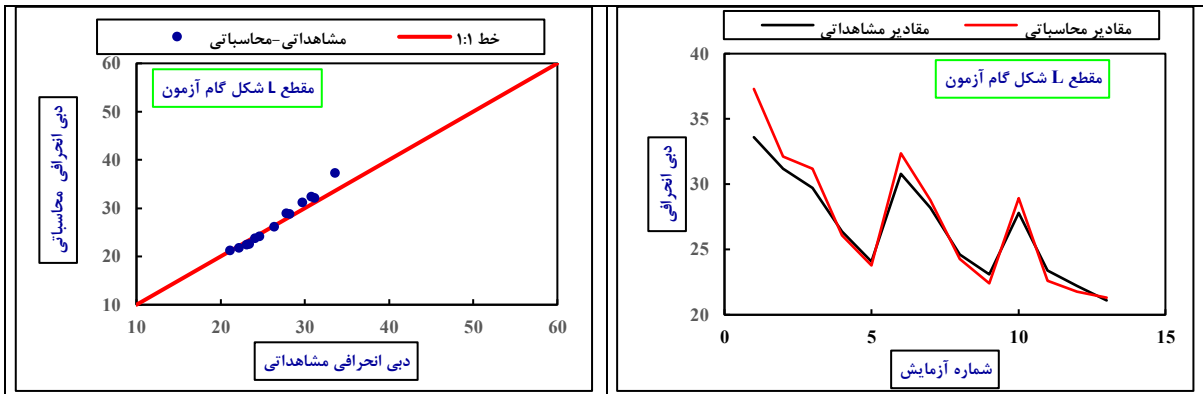 مشاهداتی-محاسباتی خط ۱:۱
مقطع L شکل گام آزمون
دبی انحرافی محاسباتی
60
50
40
30
20
10
10 20 30 40 50 60
دبی انحرافی مشاهداتی
مقادیر مشاهداتی مقادیر محاسباتی
مقطع L شکل گام آزمون
دبی انحرافی
40
35
30
25
20
0 5 10 15
شماره آزمایش